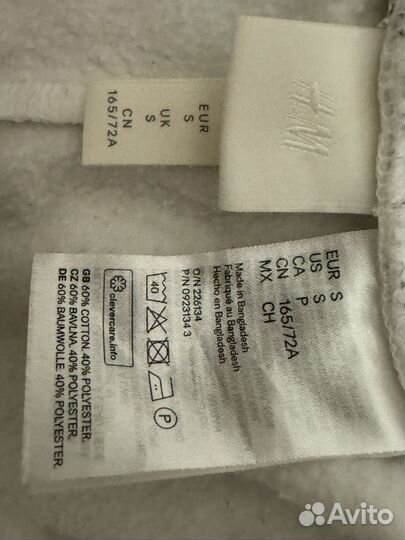 H&M
EUR S
UK S
CN 165/72A
EUR S
US S
CA P
CN 165/72A
MX CH
O/N 226134
Made in Bangladesh
Fabriqué au Bangladesh
Hecho en Bangladesh
P/N 0923134 3
40
P
clevercare.info
GB 60% COTTON. 40% POLYESTER.
CZ 60% BAVLNA. 40% POLYESTER.
DE 60% BAUMWOLLE. 40% POLYESTER.
Avito